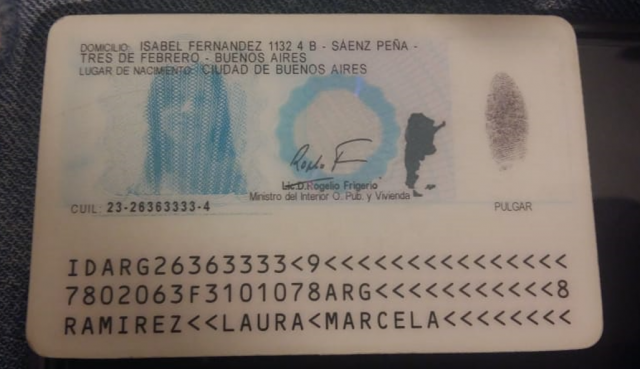 DOMICILIO: ISABEL FERNANDEZ 1132 4 B - SÁENZ PEÑA -
TRES DE FEBRERO - BUENOS AIRES
LUGAR DE NACIMIENTO: CIUDAD DE BUENOS AIRES
Lic.D.Rogelio Frigerio
Ministro del Interior O. Pub. y Vivienda
CUIL: 23-26363333-4
PULGAR
IDARG26363333<9<<<<<<<<<<<<<<<
7802063F3101078ARG<<<<<<<<<<<8
RAMIREZ<<LAURA<MARCELA<<<<<<<<